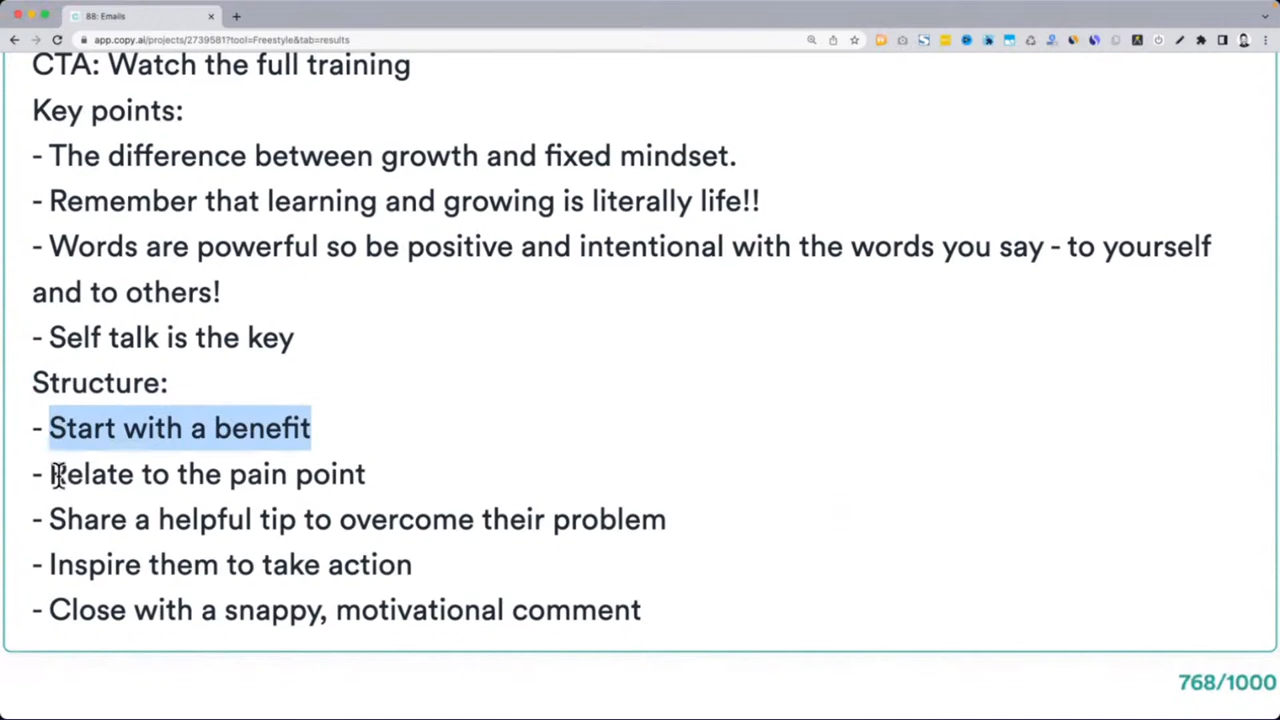 88: Emails
app.copy.ai/projects/2739581?tool=Freestyle&tab=results
CTA: Watch the full training
Key points:
- The difference between growth and fixed mindset.
- Remember that learning and growing is literally life!!
- Words are powerful so be positive and intentional with the words you say - to yourself
and to others!
- Self talk is the key
Structure:
- Start with a benefit
- Relate to the pain point
- Share a helpful tip to overcome their problem
- Inspire them to take action
- Close with a snappy, motivational comment
768/1000